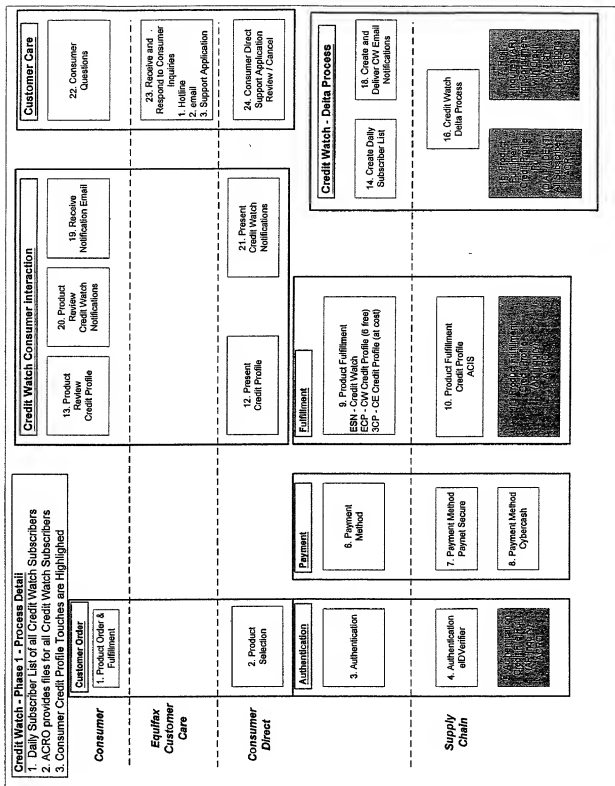 Credit Watch - Phase 1 - Process Detail
1. Daily Subscriber List of all Credit Watch Subscribers
2. ACRO provides files for all Credit Watch Subscribers
3. Consumer Credit Profile Touches are Highlighted
Customer Order
1. Product Order &
Fulfillment
2. Product
Selection
Authentication
3. Authentication
4. Authentication
eIDVerifier
Payment
6. Payment
Method
7. Payment Method
Paynet Secure
8. Payment Method
Cybercash
Credit Watch Consumer Interaction
13. Product
Review
Credit Profile
20. Product
Review
Credit Watch
Notifications
19. Receive
Notification Email
12. Present
Credit Profile
21. Present
Credit Watch
Notifications
Fulfillment
9. Product Fulfillment
ESN - Credit Watch
ECP - CW Credit Profile (6 free)
3CP - CE Credit Profile (at cost)
10. Product Fulfillment
Credit Profile
ACIS
Customer Care
22. Consumer
Questions
23. Receive and
Respond to Consumer
Inquiries
1. Hotline
2. email
3. Support Application
24. Consumer Direct
Support Application
Review / Cancel
Credit Watch - Delta Process
14. Create Daily
Subscriber List
18. Create and
Deliver CW Email
Notifications
16. Credit Watch
Delta Process
Consumer
Equifax
Customer
Care
Consumer
Direct
Supply
Chain